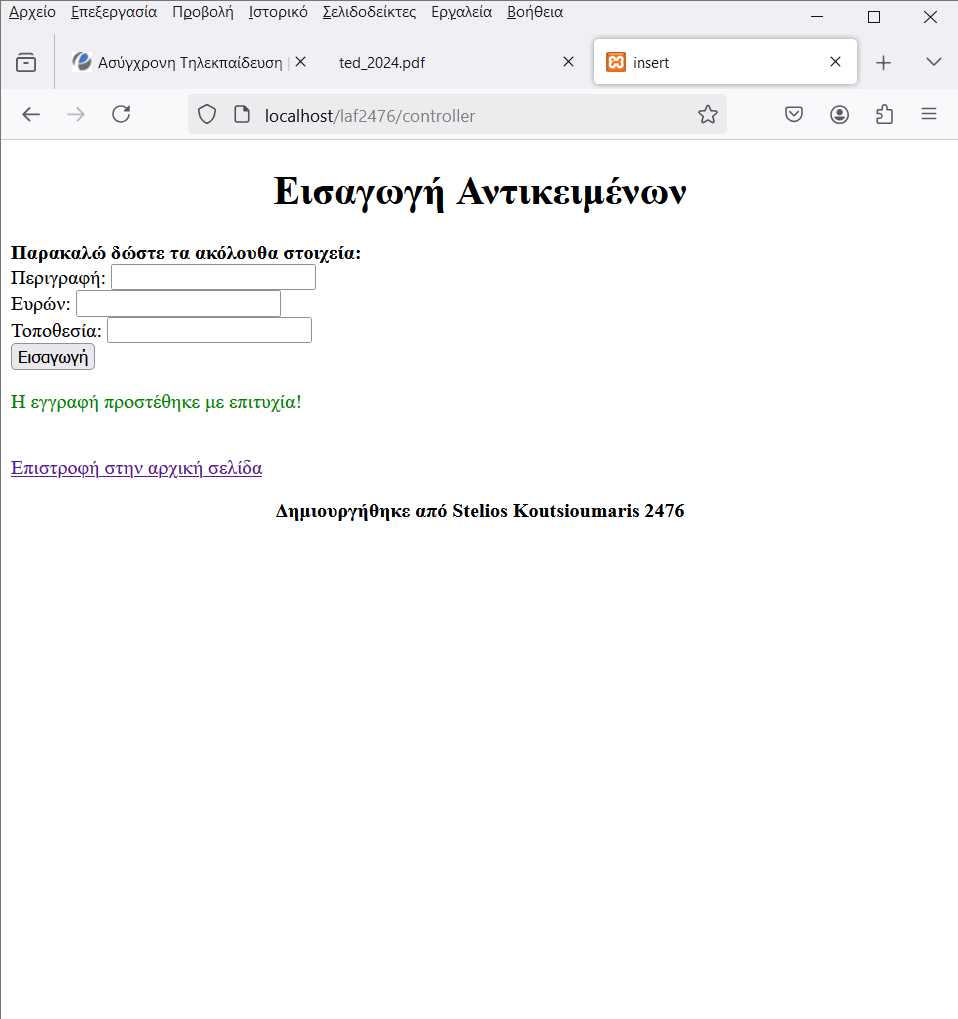 Αρχείο Επεξεργασία Προβολή Ιστορικό Σελιδοδείκτες Εργαλεία Βοήθεια
Ασύγχρονη Τηλεκπαίδευση | ted_2024.pdf insert
localhost/laf2476/controller
Εισαγωγή Αντικειμένων
Παρακαλώ δώστε τα ακόλουθα στοιχεία:
Περιγραφή:
Ευρών:
Τοποθεσία:
Εισαγωγή
Η εγγραφή προστέθηκε με επιτυχία!
Επιστροφή στην αρχική σελίδα
Δημιουργήθηκε από Stelios Koutsioumaris 2476